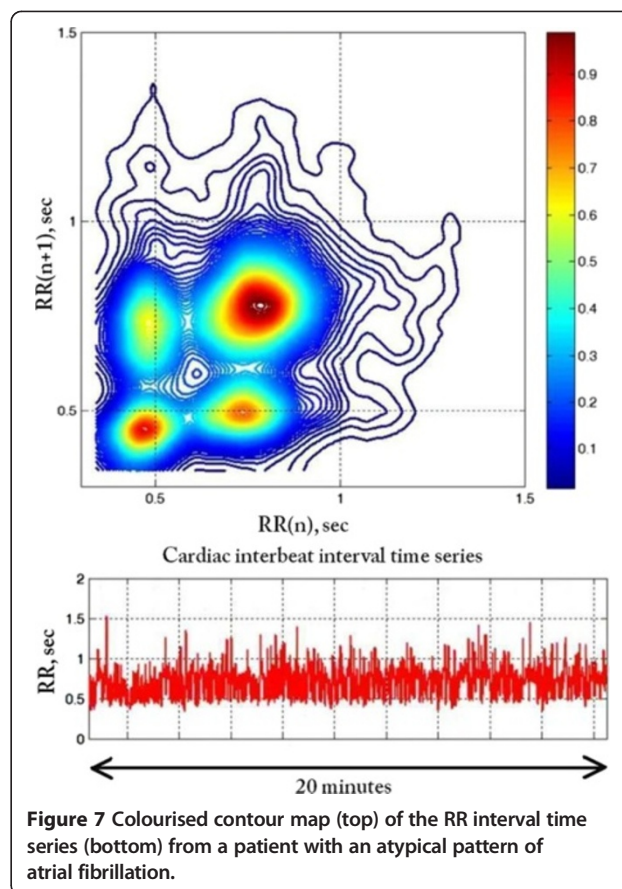 1.5
1
0.5
RR(n+1), sec
0.5
1
1.5
RR(n), sec
0.9
0.8
0.7
0.6
0.5
0.4
0.3
0.2
0.1
Cardiac interbeat interval time series
2
1.5
1
0.5
0
RR, sec
20 minutes
Figure 7 Colourised contour map (top) of the RR interval time
series (bottom) from a patient with an atypical pattern of
atrial fibrillation.